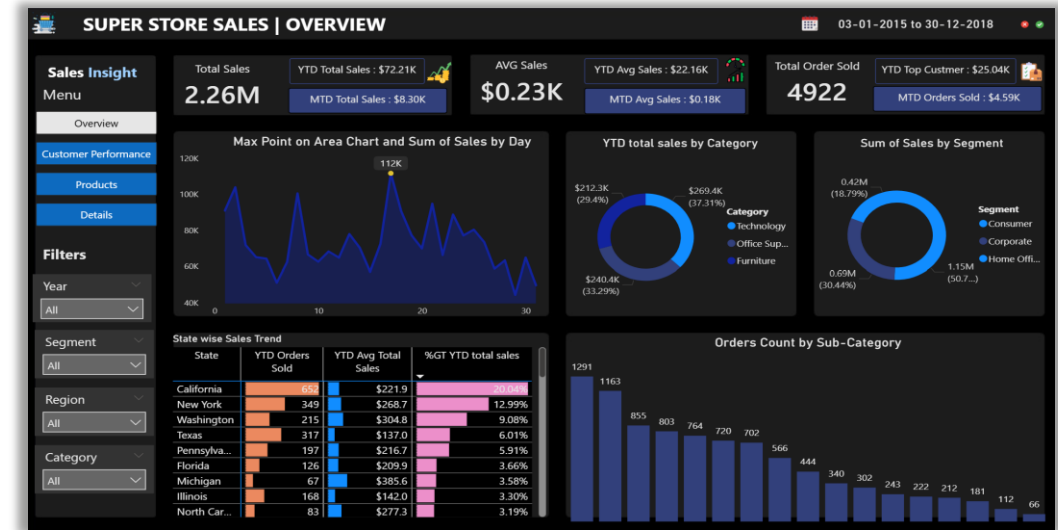 SUPER STORE SALES | OVERVIEW
03-01-2015 to 30-12-2018
Sales Insight
Menu
Overview
Customer Performance
Products
Details
Filters
Year
All
Segment
All
Region
All
Category
All
Total Sales
2.26M
YTD Total Sales : $72.21K
MTD Total Sales : $8.30K
AVG Sales
$0.23K
YTD Avg Sales : $22.16K
MTD Avg Sales : $0.18K
Total Order Sold
4922
YTD Top Custmer : $25.04K
MTD Orders Sold : $4.59K
Max Point on Area Chart and Sum of Sales by Day
120K
112K
100K
80K
60K
40K
0 10 20 30
YTD total sales by Category
$212.3K
(29.4%)
$269.4K
(37.31%)
$240.4K
(33.29%)
Category
Technology
Office Sup...
Furniture
Sum of Sales by Segment
0.42M
(18.79%)
0.69M
(30.44%)
1.15M
(50.7...)
Segment
Consumer
Corporate
Home Offi...
State wise Sales Trend
State YTD Orders Sold YTD Avg Total Sales %GT YTD total sales
California 652 $221.9 20.04%
New York 349 $268.7 12.99%
Washington 215 $304.8 9.08%
Texas 317 $137.0 6.01%
Pennsylva... 197 $216.7 5.91%
Florida 126 $209.9 3.66%
Michigan 67 $385.6 3.58%
Illinois 168 $142.0 3.30%
North Car... 83 $277.3 3.19%
Orders Count by Sub-Category
1291 1163 855 803 764 720 702 566 444 340 302 243 222 212 181 112 66